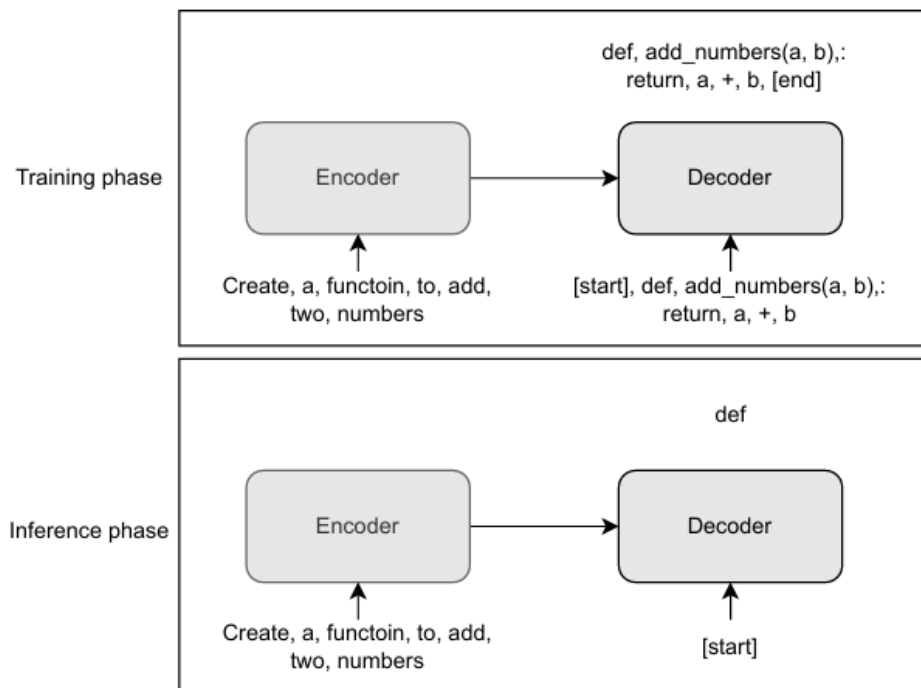 def, add_numbers(a, b),:
return, a, +, b, [end]
Training phase
Encoder
Decoder
Create, a, functoin, to, add,
two, numbers
[start], def, add_numbers(a, b),:
return, a, +, b
def
Inference phase
Encoder
Decoder
Create, a, functoin, to, add,
two, numbers
[start]